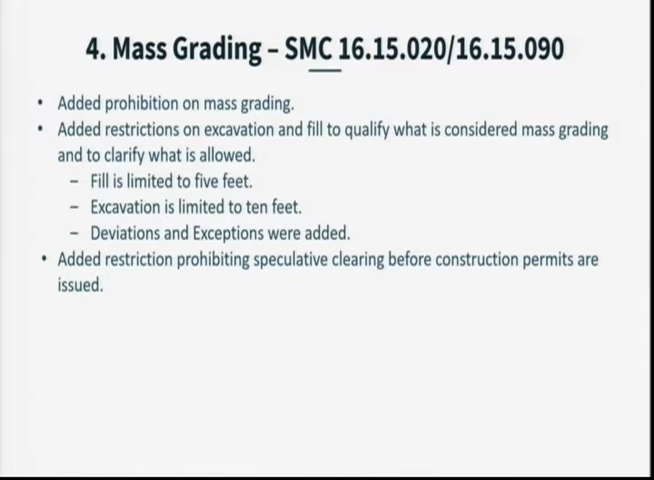 4. Mass Grading – SMC 16.15.020/16.15.090
• Added prohibition on mass grading.
• Added restrictions on excavation and fill to qualify what is considered mass grading
and to clarify what is allowed.
– Fill is limited to five feet.
– Excavation is limited to ten feet.
– Deviations and Exceptions were added.
• Added restriction prohibiting speculative clearing before construction permits are
issued.